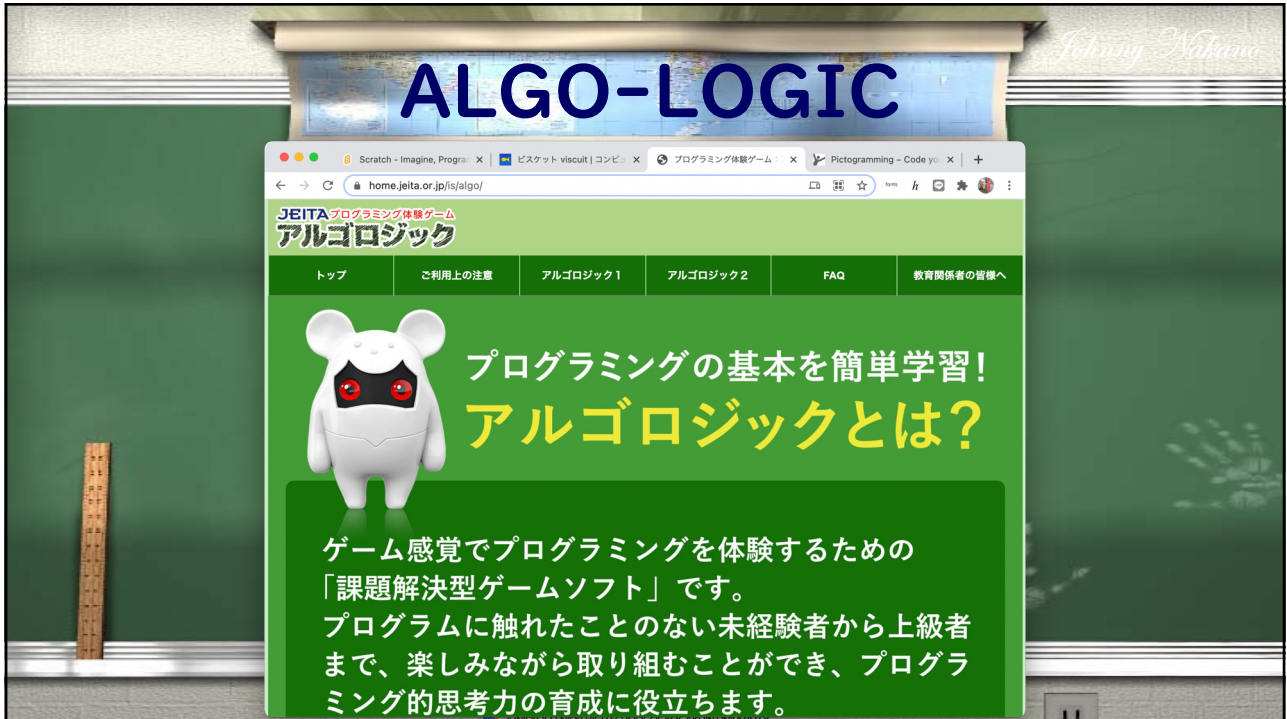 Johnny Nakano
ALGO-LOGIC
Scratch - Imagine, Progra
ビスケット viscuit | コンピ
プログラミング体験ゲーム
Pictogramming – Code yo
home.jeita.or.jp/is/algo/
JEITAプログラミング体験ゲーム
アルゴロジック
トップ
ご利用上の注意
アルゴロジック1
アルゴロジック2
FAQ
教育関係者の皆様へ
プログラミングの基本を簡単学習!
アルゴロジックとは?
ゲーム感覚でプログラミングを体験するための
「課題解決型ゲームソフト」です。
プログラムに触れたことのない未経験者から上級者
まで、楽しみながら取り組むことができ、プログラ
ミング的思考力の育成に役立ちます。